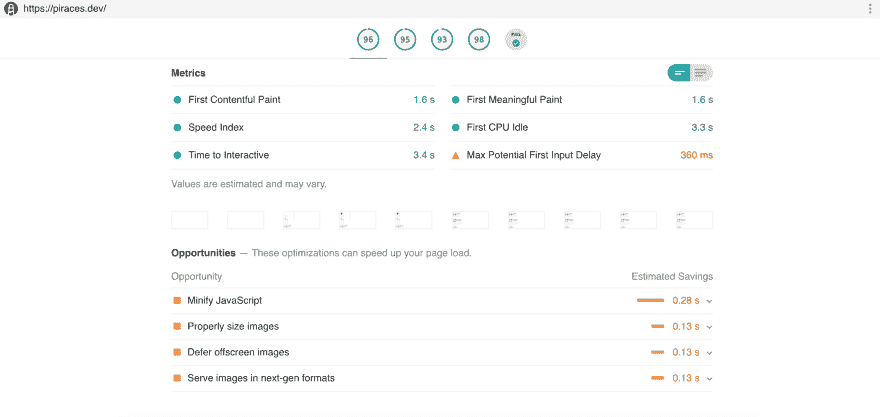 https://piraces.dev/
96 95 93 98
Metrics
First Contentful Paint 1.6 s First Meaningful Paint 1.6 s
Speed Index 2.4 s First CPU Idle 3.3 s
Time to Interactive 3.4 s Max Potential First Input Delay 360 ms
Values are estimated and may vary.
Opportunities — These optimizations can speed up your page load.
Opportunity Estimated Savings
Minify JavaScript 0.28 s
Properly size images 0.13 s
Defer offscreen images 0.13 s
Serve images in next-gen formats 0.13 s